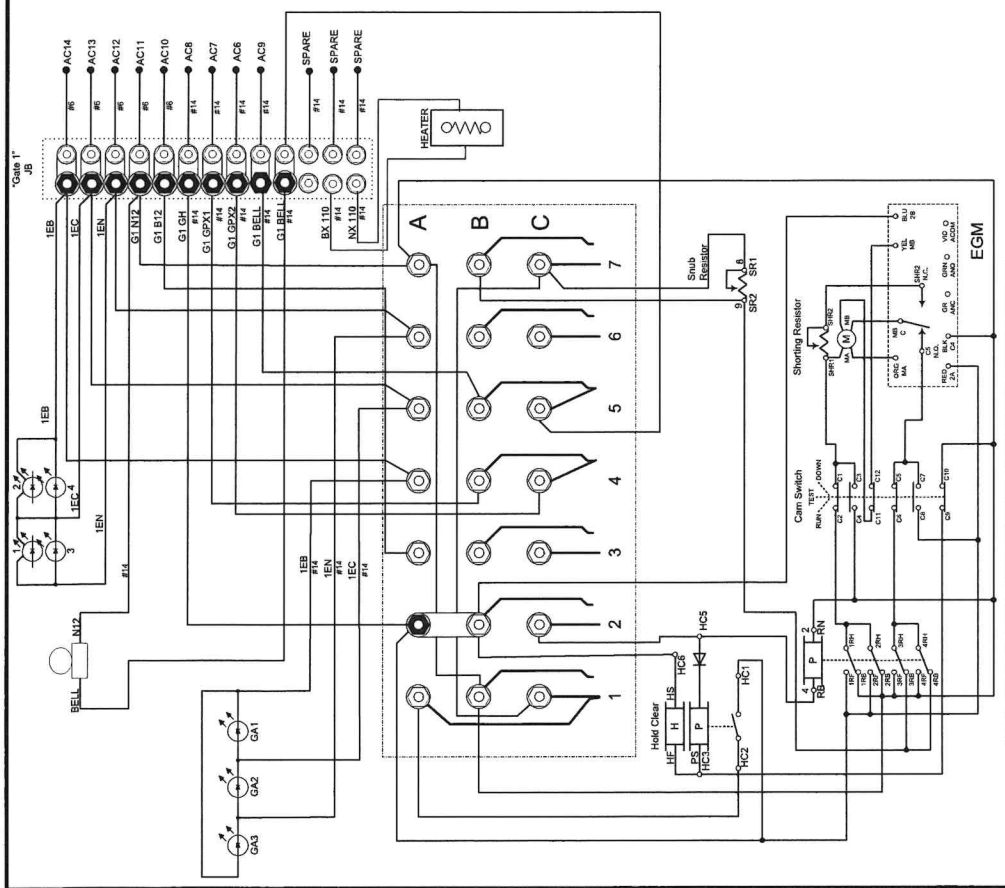 "Gate 1"
JB
AC14
AC13
AC12
AC11
AC10
AC8
AC7
AC6
AC9
SPARE
SPARE
SPARE
#6
#6
#6
#6
#6
#14
#14
#14
#14
#14
#14
#14
1EB
1EC
1EN
G1 N12
G1 B12
G1 GH
#14
G1 GPX1
#14
G1 GPX2
#14
G1 BELL
#14
G1 BELL
#14
BX 110
#14
NX 110
#14
HEATER
2
4
1
3
1EB
1EC
1EN
#14
N12
BELL
1EB
#14
1EN
#14
1EC
#14
GA1
GA2
GA3
A
B
C
1
2
3
4
5
6
7
Snub
Resistor
8
SR1
9
SR2
Hold Clear
HF
H
HS
HC6
PS
P
HC3
HC5
HC2
HC1
Shorting Resistor
SHR1
SHR2
MA
M
MB
ORG
MA
MB
C
SHR2
N.C.
YEL
MB
BLU
2B
RED
2A
BLK
C4
C5
N.O.
GR
ANC
GRN
ANO
VIO
ACOM
EGM
Cam Switch
RUN
TEST
DOWN
C2
C1
C4
C3
C11
C12
C6
C5
C8
C7
C9
C10
4
RB
P
2
RN
1RF
1RB
1RH
2RF
2RB
2RH
3RF
3RB
3RH
4RF
4RB
4RH